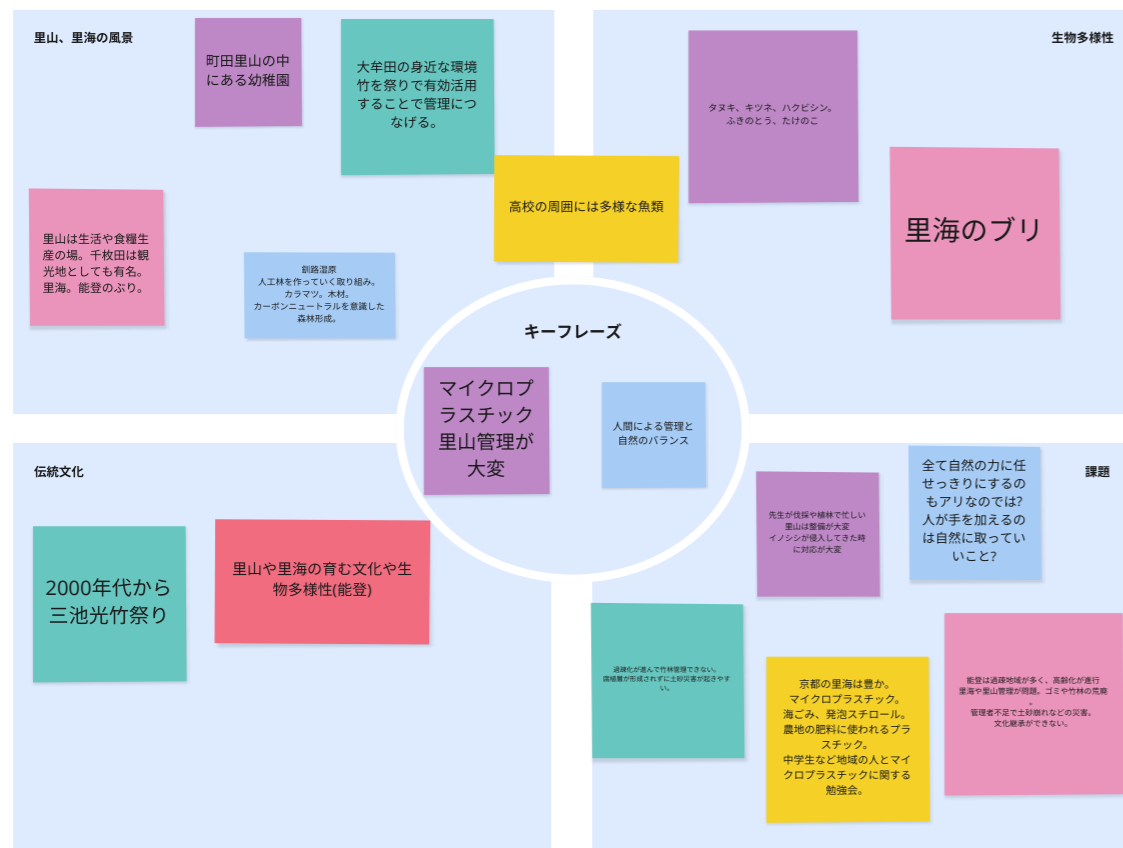 里山、里海の風景
町田里山の中
にある幼稚園
大牟田の身近な環境
竹を祭りで有効活用
することで管理につ
なげる。
里山は生活や食糧生
産の場。千枚田は観
光地としても有名。
里海。能登のぶり。
釧路湿原
人工林を作っていく取り組み。
カラマツ。木材。
カーボンニュートラルを意識した
森林形成。
高校の周囲には多様な魚類
生物多様性
タヌキ、キツネ、ハクビシン。
ふきのとう、たけのこ
里海のブリ
キーフレーズ
マイクロプ
ラスチック
里山管理が
大変
人間による管理と
自然のバランス
伝統文化
2000年代から
三池光竹祭り
里山や里海の育む文化や生
物多様性(能登)
課題
先生が伐採や植林で忙しい
里山は整備が大変
イノシシが侵入してきた時
に対応が大変
全て自然の力に任
せっきりにするの
もアリなのでは?
人が手を加えるの
は自然に取ってい
いこと?
過疎化が進んで竹林管理できない。
腐植層が形成されずに土砂災害が起きやす
い。
京都の里海は豊か。
マイクロプラスチック。
海ごみ、発泡スチロール。
農地の肥料に使われるプラ
スチック。
中学生など地域の人とマイ
クロプラスチックに関する
勉強会。
能登は過疎地域が多く、高齢化が進行
里海や里山管理が問題。ゴミや竹林の荒廃
。
管理者不足で土砂崩れなどの災害。
文化継承ができない。